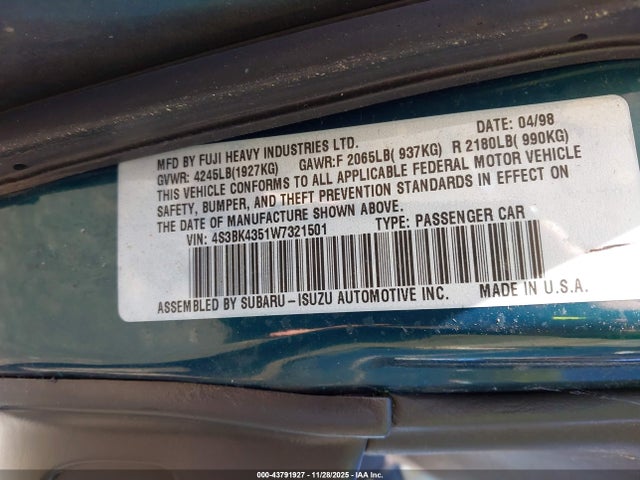 MFD BY FUJI HEAVY INDUSTRIES LTD. DATE: 04/98
GVWR: 4245LB(1927KG) GAWR:F 2065LB( 937KG) R 2180LB( 990KG)
THIS VEHICLE CONFORMS TO ALL APPLICABLE FEDERAL MOTOR VEHICLE
SAFETY, BUMPER, AND THEFT PREVENTION STANDARDS IN EFFECT ON
THE DATE OF MANUFACTURE SHOWN ABOVE.
VIN: 4S3BK4351W7321501 TYPE: PASSENGER CAR
ASSEMBLED BY SUBARU-ISUZU AUTOMOTIVE INC. MADE IN U.S.A.
000-43791927 | 11/28/2025 | IAA Inc.